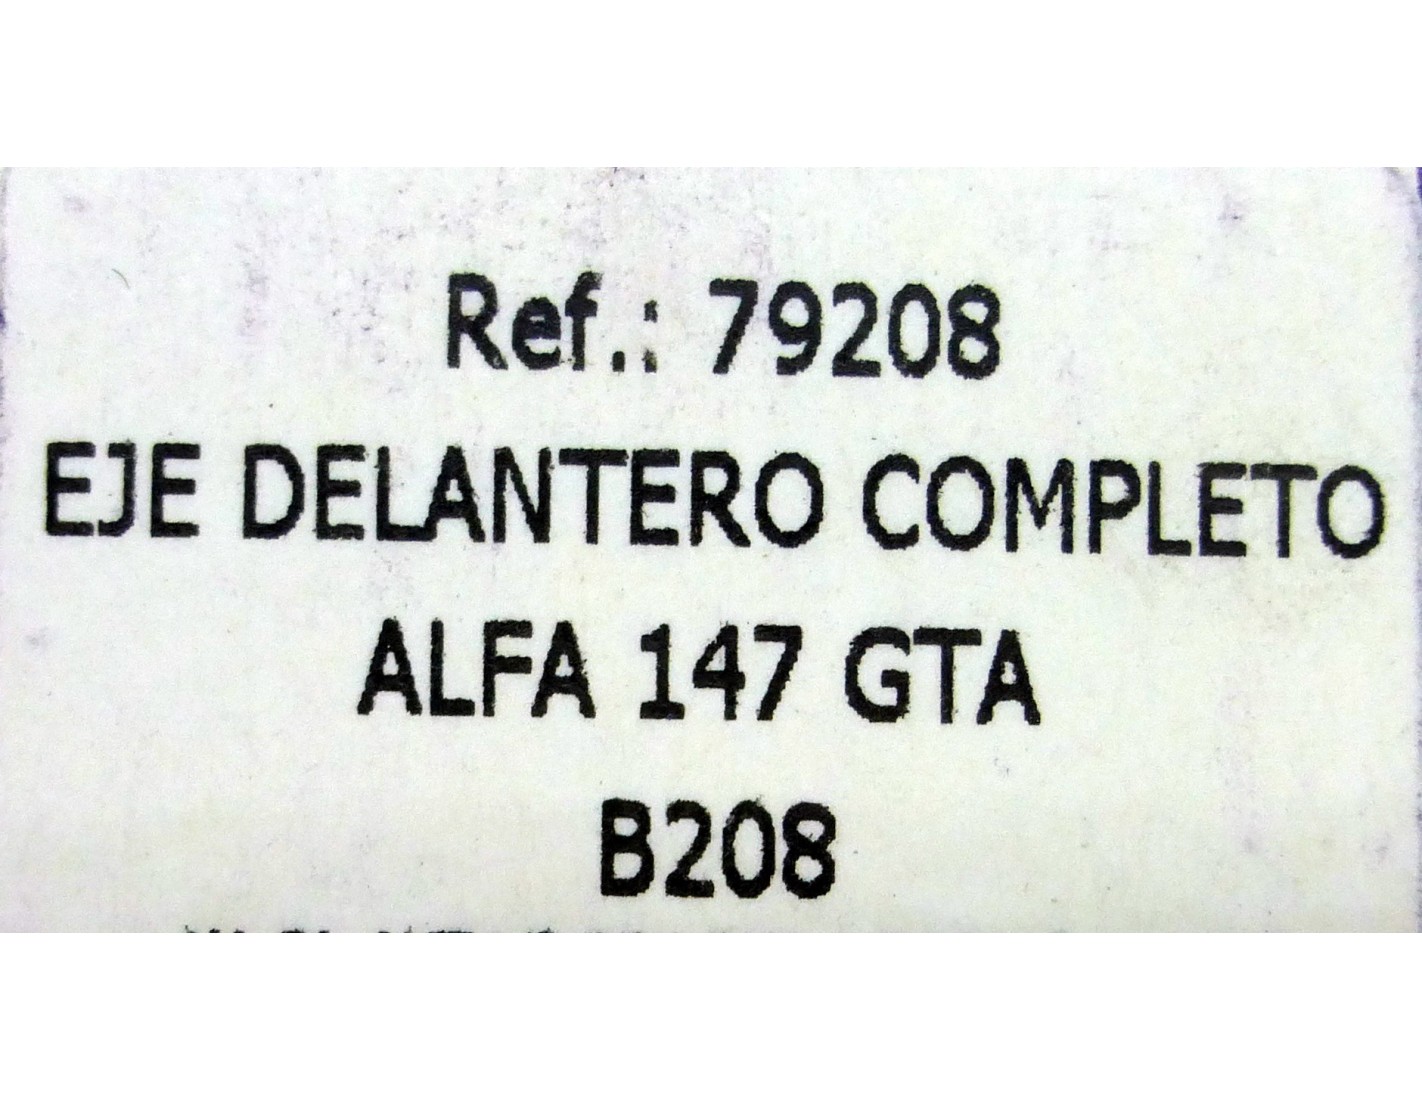 Ref.: 79208
EJE DELANTERO COMPLETO
ALFA 147 GTA
B208